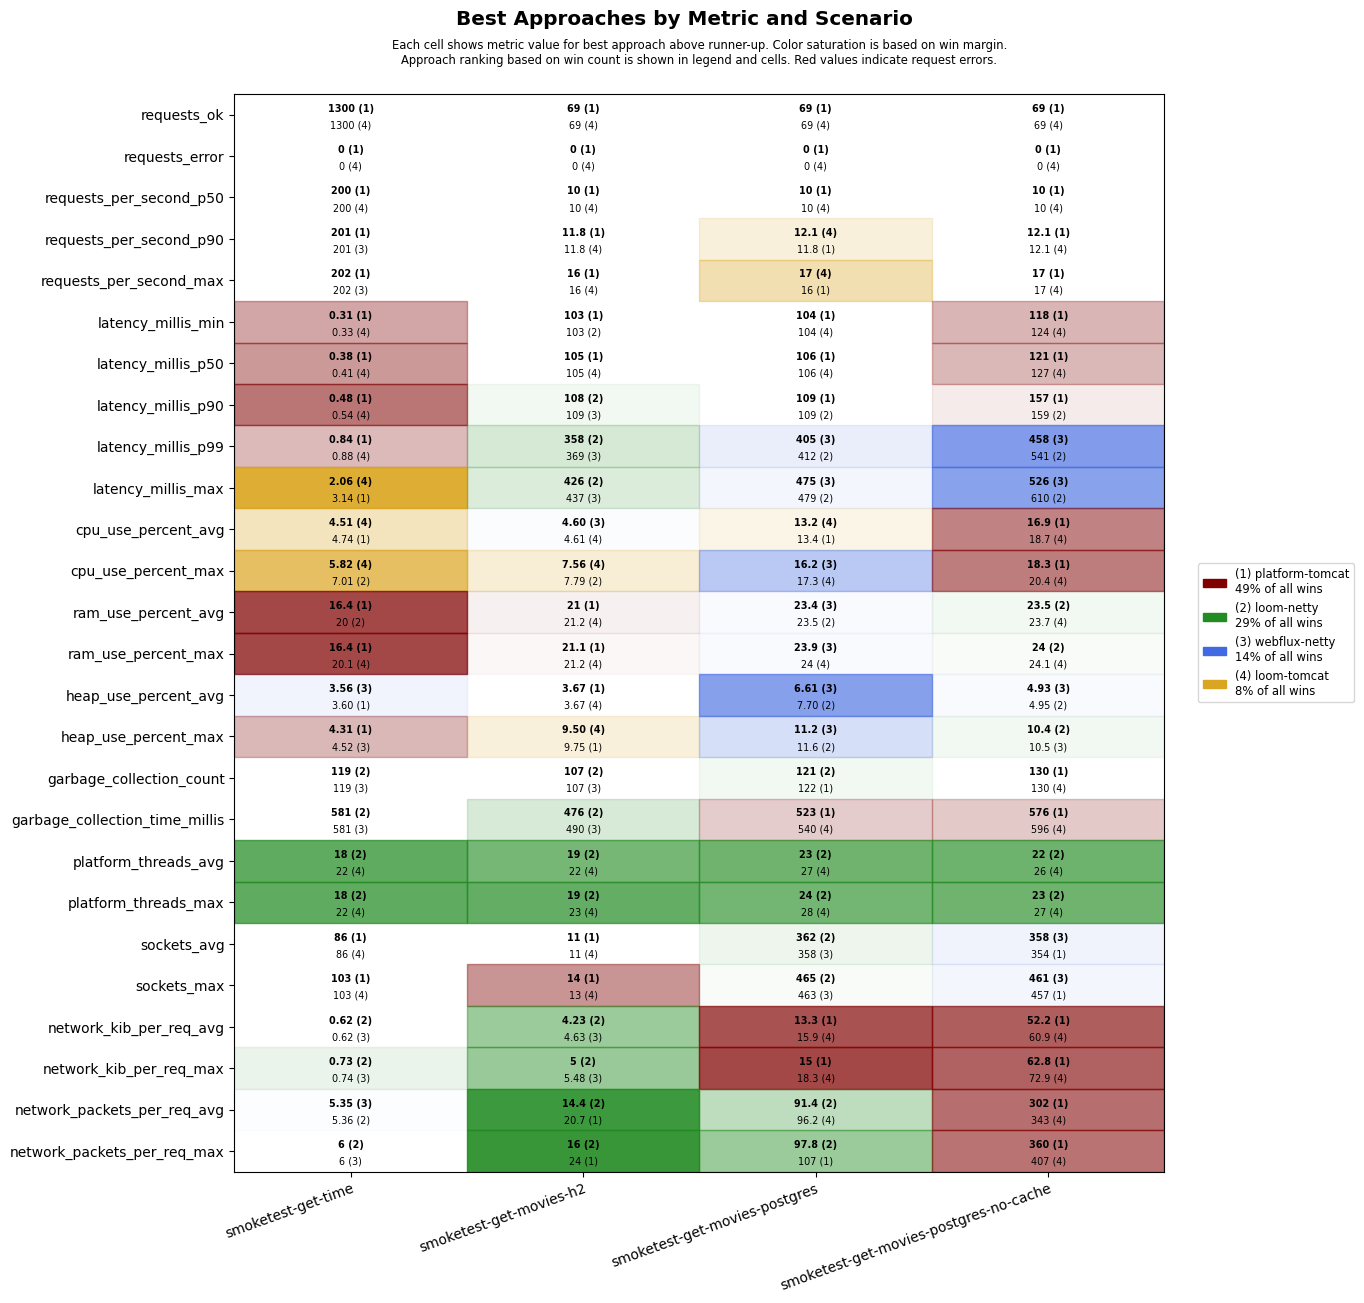 Best Approaches by Metric and Scenario
Each cell shows metric value for best approach above runner-up. Color saturation is based on win margin.
Approach ranking based on win count is shown in legend and cells. Red values indicate request errors.
requests_ok
1300 (1) 69 (1) 69 (1) 69 (1)
1300 (4) 69 (4) 69 (4) 69 (4)
requests_error
0 (1) 0 (1) 0 (1) 0 (1)
0 (4) 0 (4) 0 (4) 0 (4)
requests_per_second_p50
200 (1) 10 (1) 10 (1) 10 (1)
200 (4) 10 (4) 10 (4) 10 (4)
requests_per_second_p90
201 (1) 11.8 (1) 12.1 (4) 12.1 (1)
201 (3) 11.8 (4) 11.8 (1) 12.1 (4)
requests_per_second_max
202 (1) 16 (1) 17 (4) 17 (1)
202 (3) 16 (4) 16 (1) 17 (4)
latency_millis_min
0.31 (1) 103 (1) 104 (1) 118 (1)
0.33 (4) 103 (2) 104 (4) 124 (4)
latency_millis_p50
0.38 (1) 105 (1) 106 (1) 121 (1)
0.41 (4) 105 (4) 106 (4) 127 (4)
latency_millis_p90
0.48 (1) 108 (2) 109 (1) 157 (1)
0.54 (4) 109 (3) 109 (2) 159 (2)
latency_millis_p99
0.84 (1) 358 (2) 405 (3) 458 (3)
0.88 (4) 369 (3) 412 (2) 541 (2)
latency_millis_max
2.06 (4) 426 (2) 475 (3) 526 (3)
3.14 (1) 437 (3) 479 (2) 610 (2)
cpu_use_percent_avg
4.51 (4) 4.60 (3) 13.2 (4) 16.9 (1)
4.74 (1) 4.61 (4) 13.4 (1) 18.7 (4)
cpu_use_percent_max
5.82 (4) 7.56 (4) 16.2 (3) 18.3 (1)
7.01 (2) 7.79 (2) 17.3 (4) 20.4 (4)
ram_use_percent_avg
16.4 (1) 21 (1) 23.4 (3) 23.5 (2)
20 (2) 21.2 (4) 23.5 (2) 23.7 (4)
ram_use_percent_max
16.4 (1) 21.1 (1) 23.9 (3) 24 (2)
20.1 (4) 21.2 (4) 24 (4) 24.1 (4)
heap_use_percent_avg
3.56 (3) 3.67 (1) 6.61 (3) 4.93 (3)
3.60 (1) 3.67 (4) 7.70 (2) 4.95 (2)
heap_use_percent_max
4.31 (1) 9.50 (4) 11.2 (3) 10.4 (2)
4.52 (3) 9.75 (1) 11.6 (2) 10.5 (3)
garbage_collection_count
119 (2) 107 (2) 121 (2) 130 (1)
119 (3) 107 (3) 122 (1) 130 (4)
garbage_collection_time_millis
581 (2) 476 (2) 523 (1) 576 (1)
581 (3) 490 (3) 540 (4) 596 (4)
platform_threads_avg
18 (2) 19 (2) 23 (2) 22 (2)
22 (4) 22 (4) 27 (4) 26 (4)
platform_threads_max
18 (2) 19 (2) 24 (2) 23 (2)
22 (4) 23 (4) 28 (4) 27 (4)
sockets_avg
86 (1) 11 (1) 362 (2) 358 (3)
86 (4) 11 (4) 358 (3) 354 (1)
sockets_max
103 (1) 14 (1) 465 (2) 461 (3)
103 (4) 13 (4) 463 (3) 457 (1)
network_kib_per_req_avg
0.62 (2) 4.23 (2) 13.3 (1) 52.2 (1)
0.62 (3) 4.63 (3) 15.9 (4) 60.9 (4)
network_kib_per_req_max
0.73 (2) 5 (2) 15 (1) 62.8 (1)
0.74 (3) 5.48 (3) 18.3 (4) 72.9 (4)
network_packets_per_req_avg
5.35 (3) 14.4 (2) 91.4 (2) 302 (1)
5.36 (2) 20.7 (1) 96.2 (4) 343 (4)
network_packets_per_req_max
6 (2) 16 (2) 97.8 (2) 360 (1)
6 (3) 24 (1) 107 (1) 407 (4)
smoketest-get-time
smoketest-get-movies-h2
smoketest-get-movies-postgres
smoketest-get-movies-postgres-no-cache
(1) platform-tomcat
49% of all wins
(2) loom-netty
29% of all wins
(3) webflux-netty
14% of all wins
(4) loom-tomcat
8% of all wins